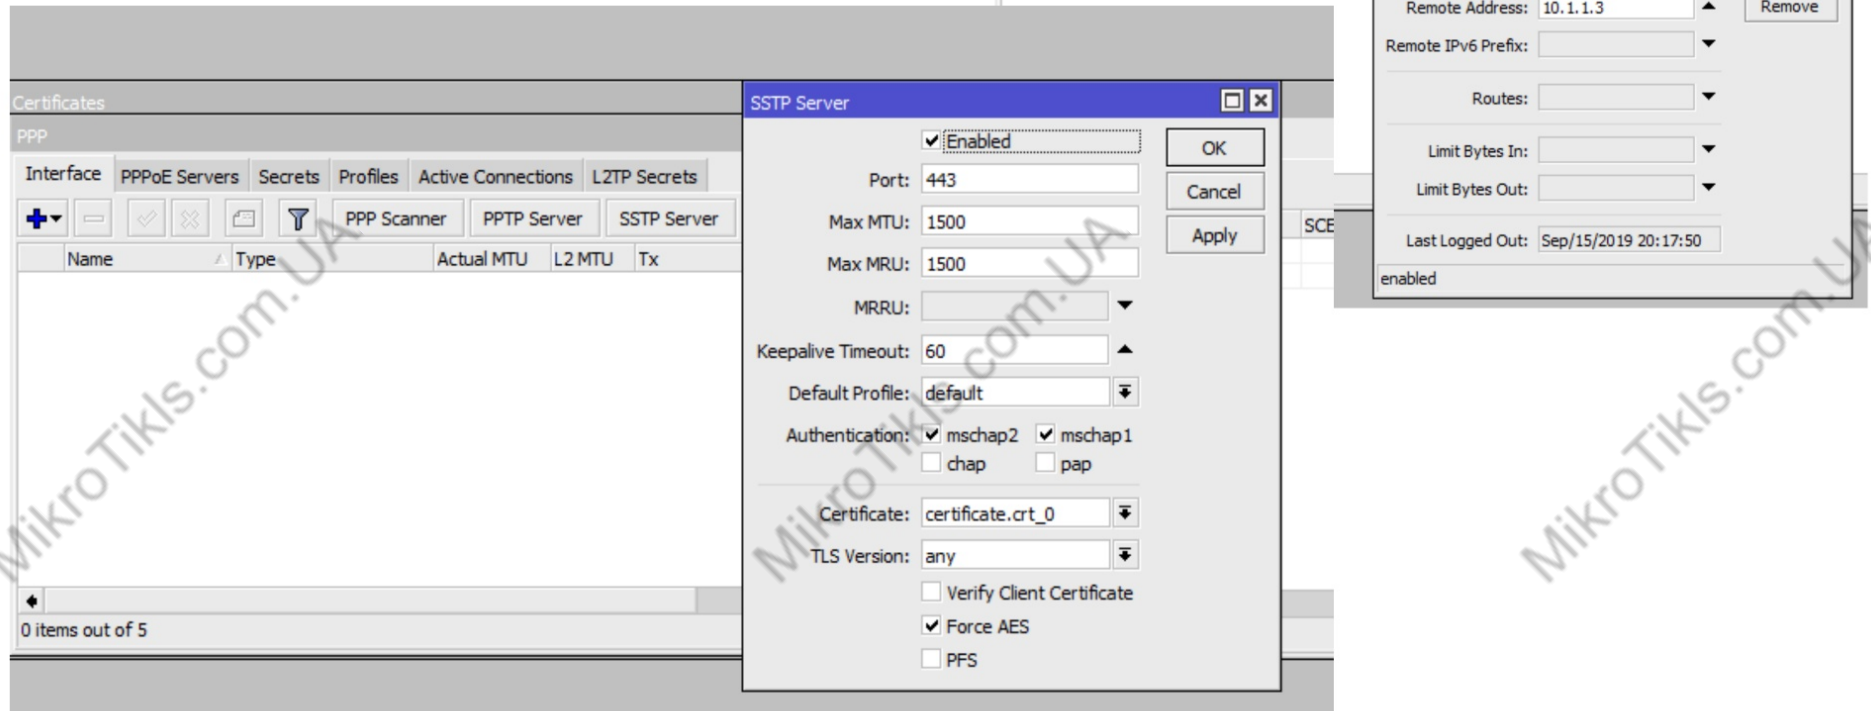 Certificates
PPP
Interface PPPoE Servers Secrets Profiles Active Connections L2TP Secrets
PPP Scanner PPTP Server SSTP Server
Name Type Actual MTU L2 MTU Tx
0 items out of 5
SSTP Server
Enabled
OK
Port: 443
Cancel
Max MTU: 1500
Apply
Max MRU: 1500
MRRU:
Keepalive Timeout: 60
Default Profile: default
Authentication: mschap2 mschap1
chap pap
Certificate: certificate.crt_0
TLS Version: any
Verify Client Certificate
Force AES
PFS
SCE
Remote Address: 10.1.1.3 Remove
Remote IPv6 Prefix:
Routes:
Limit Bytes In:
Limit Bytes Out:
Last Logged Out: Sep/15/2019 20:17:50
enabled
MikroTikls.com.UA
MikroTikls.com.UA
MikroTikls.com.UA